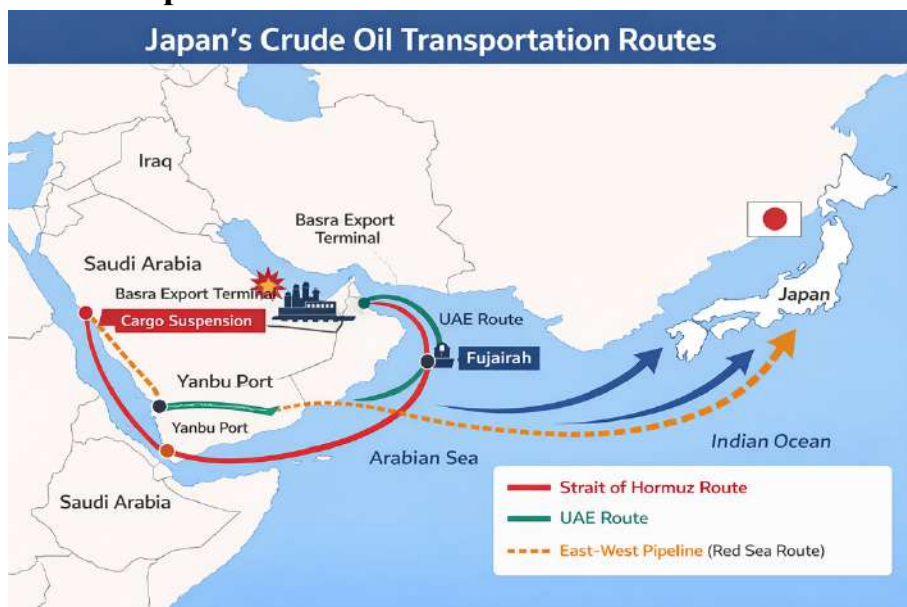 Japan's Crude Oil Transportation Routes
Iraq
Basra Export
Terminal
Saudi Arabia
Basra Export Terminal
Cargo Suspension
UAE Route
Fujairah
Japan
Yanbu Port
Yanbu Port
Arabian Sea
Indian Ocean
Saudi Arabia
Strait of Hormuz Route
UAE Route
East-West Pipeline (Red Sea Route)